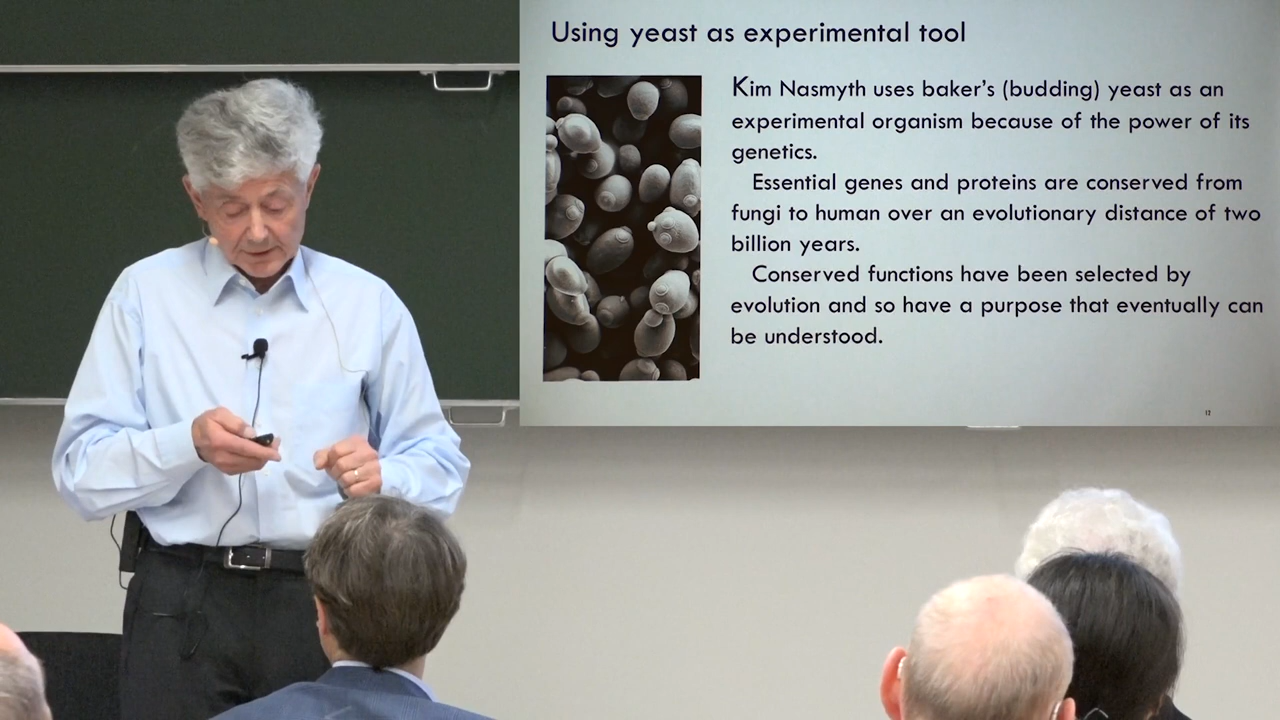 Using yeast as experimental tool
Kim Nasmyth uses baker's (budding) yeast as an
experimental organism because of the power of its
genetics.
Essential genes and proteins are conserved from
fungi to human over an evolutionary distance of two
billion years.
Conserved functions have been selected by
evolution and so have a purpose that eventually can
be understood.
12